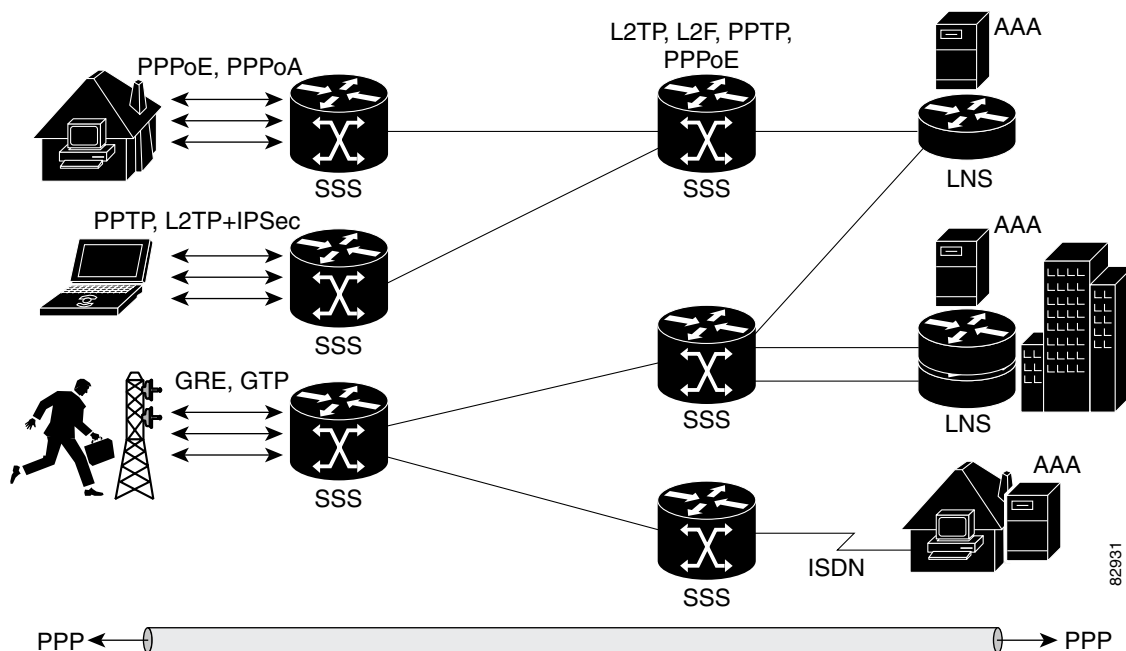 L2TP, L2F, PPTP,
PPPoE
AAA
PPPoE, PPPoA
SSS
SSS
LNS
PPTP, L2TP+IPSec
AAA
SSS
GRE, GTP
SSS
LNS
SSS
AAA
SSS
ISDN
82931
PPP
PPP